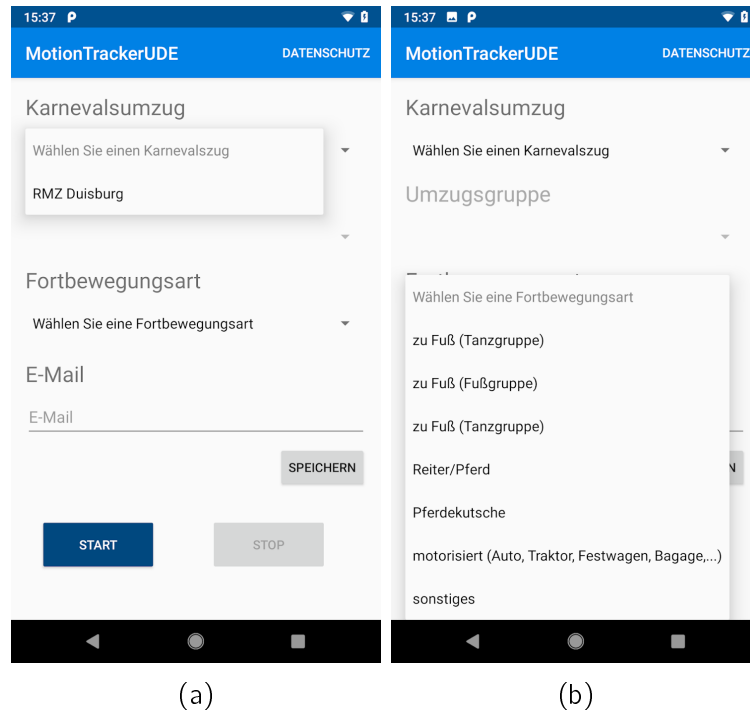 15:37
MotionTrackerUDE DATENSCHUTZ
Karnevalsumzug
Wählen Sie einen Karnevalszug
RMZ Duisburg
Fortbewegungsart
Wählen Sie eine Fortbewegungsart
E-Mail
E-Mail
SPEICHERN
START STOP
(a)
15:37
MotionTrackerUDE DATENSCHUTZ
Karnevalsumzug
Wählen Sie einen Karnevalszug
Umzugsgruppe
Wählen Sie eine Fortbewegungsart
zu Fuß (Tanzgruppe)
zu Fuß (Fußgruppe)
zu Fuß (Tanzgruppe)
Reiter/Pferd
N
Pferdekutsche
motorisiert (Auto, Traktor, Festwagen, Bagage,...)
sonstiges
(b)